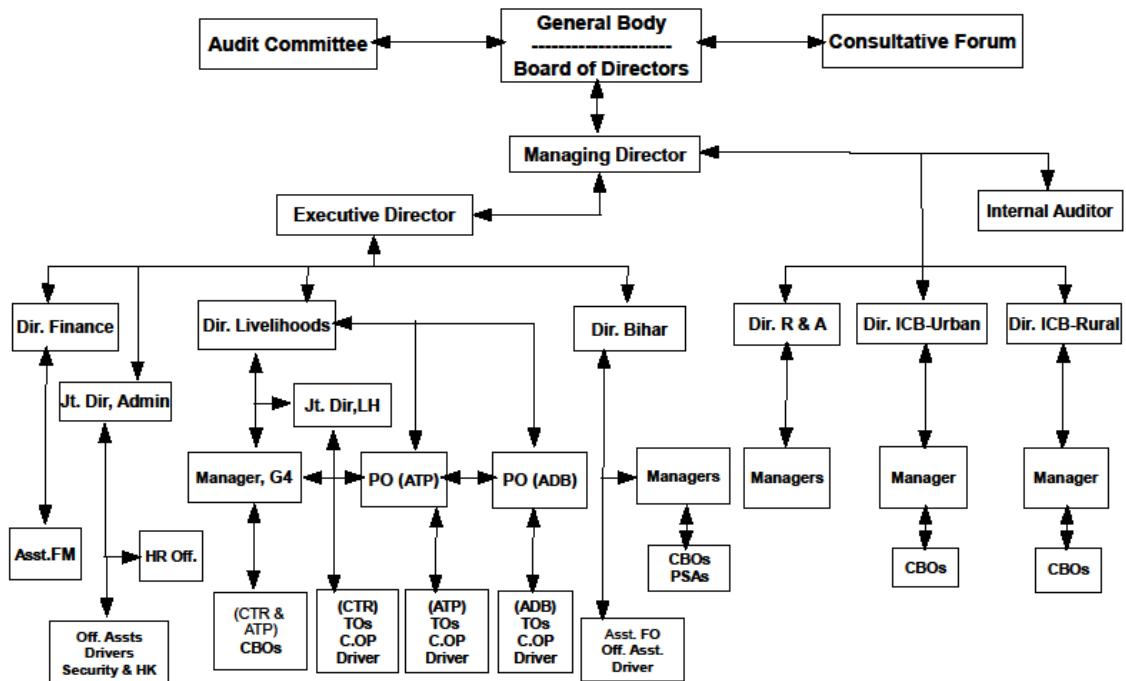 General Body
---------------------
Board of Directors
Audit Committee
Consultative Forum
Managing Director
Executive Director
Internal Auditor
Dir. Finance
Dir. Livelihoods
Dir. Bihar
Dir. R & A
Dir. ICB-Urban
Dir. ICB-Rural
Jt. Dir, Admin
Jt. Dir,LH
Manager, G4
PO (ATP)
PO (ADB)
Managers
Managers
Manager
Manager
Asst.FM
HR Off.
CBOs
PSAs
CBOs
CBOs
Off. Assts
Drivers
Security & HK
(CTR &
ATP)
CBOs
(CTR)
TOs
C.OP
Driver
(ATP)
TOs
C.OP
Driver
(ADB)
TOs
C.OP
Driver
Asst. FO
Off. Asst.
Driver